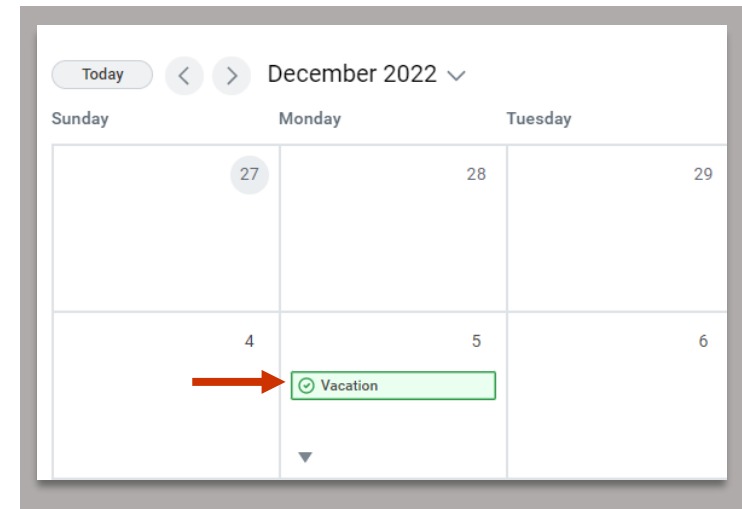 Today < > December 2022
Sunday Monday Tuesday
27 28 29
4 5 6
Vacation